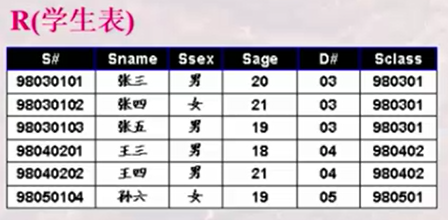 R(学生表)
S# Sname Ssex Sage D# Sclass
98030101 张三 男 20 03 980301
98030102 张四 女 21 03 980301
98030103 张五 男 19 03 980301
98040201 王三 男 18 04 980402
98040202 王四 男 21 04 980402
98050104 孙六 女 19 05 980501